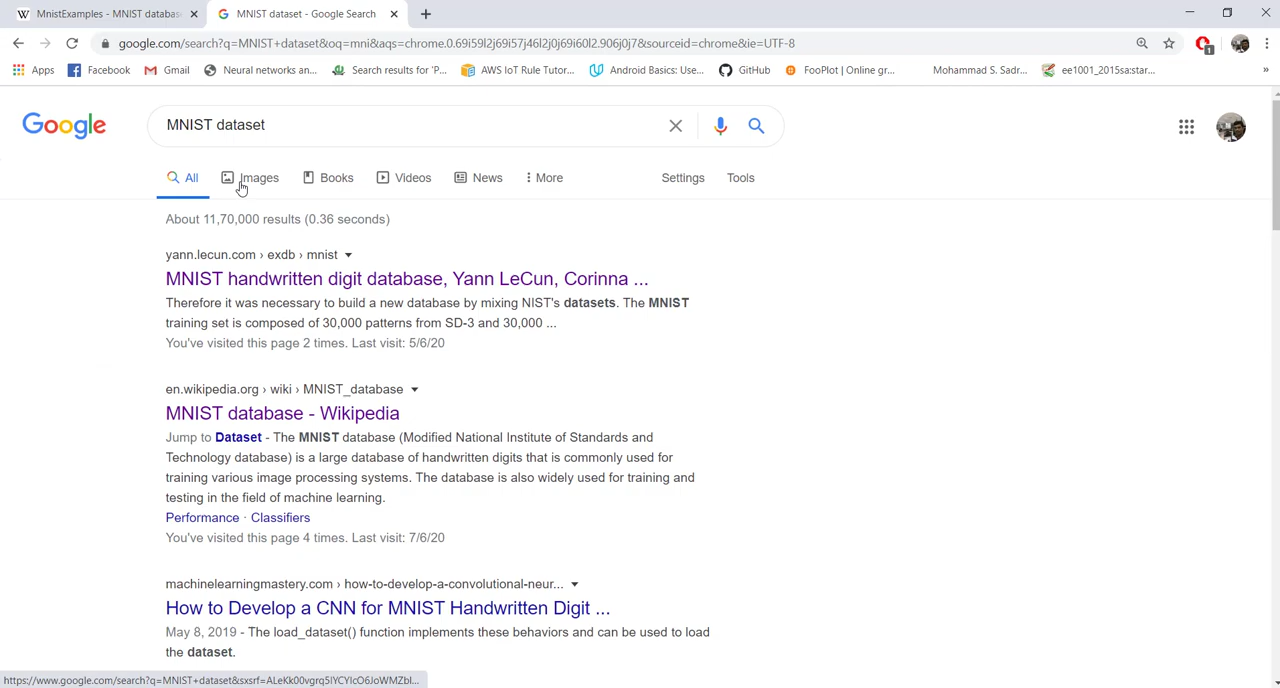 MnistExamples - MNIST databas
MNIST dataset - Google Search
google.com/search?q=MNIST+dataset&oq=mni&aqs=chrome.0.69i59l2j69i57j46l2j0j69i60l2.906j0j7&sourceid=chrome&ie=UTF-8
1
Apps Facebook Gmail Neural networks an... Search results for 'P... AWS IoT Rule Tutor... Android Basics: Use... GitHub FooPlot | Online gr... Mohammad S. Sadr... ee1001_2015sa:star... »
Google
MNIST dataset
All Images Books Videos News More Settings Tools
About 11,70,000 results (0.36 seconds)
yann.lecun.com › exdb › mnist
MNIST handwritten digit database, Yann LeCun, Corinna ...
Therefore it was necessary to build a new database by mixing NIST's datasets. The MNIST
training set is composed of 30,000 patterns from SD-3 and 30,000 ...
You've visited this page 2 times. Last visit: 5/6/20
en.wikipedia.org › wiki › MNIST_database
MNIST database - Wikipedia
Jump to Dataset - The MNIST database (Modified National Institute of Standards and
Technology database) is a large database of handwritten digits that is commonly used for
training various image processing systems. The database is also widely used for training and
testing in the field of machine learning.
Performance · Classifiers
You've visited this page 4 times. Last visit: 7/6/20
machinelearningmastery.com › how-to-develop-a-convolutional-neur...
How to Develop a CNN for MNIST Handwritten Digit ...
May 8, 2019 - The load_dataset() function implements these behaviors and can be used to load
the dataset.
https://www.google.com/search?q=MNIST+dataset&sxsrf=ALeKk00vgrq5IYCYIcO6JoWMZbI...